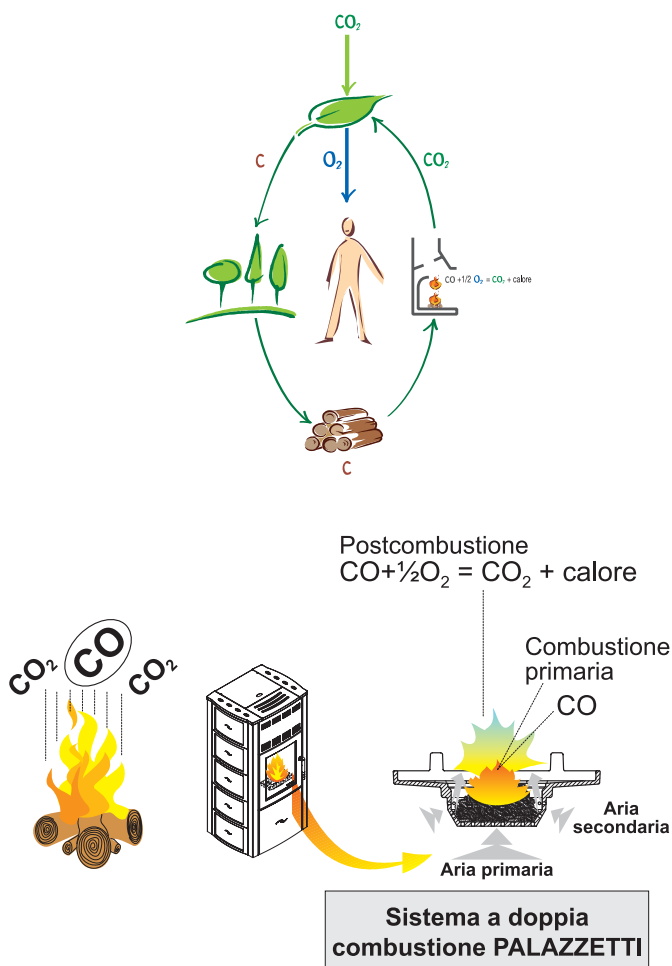 CO₂
C
O₂
CO₂
CO +1/2 O₂ = CO₂ + calore
C
Postcombustione
CO+½O₂ = CO₂ + calore
CO₂
CO
CO₂
Combustione
primaria
CO
Aria
secondaria
Aria primaria
Sistema a doppia
combustione PALAZZETTI